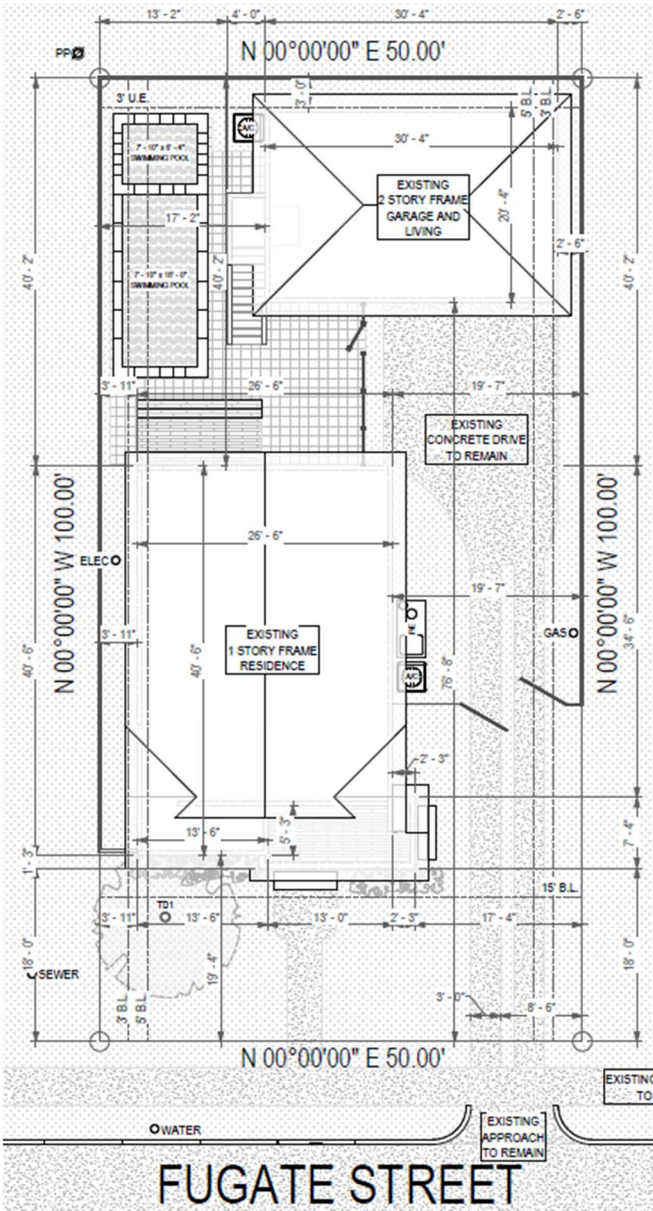 13' - 2"
4' - 0"
30' - 4"
2' - 6"
PP
N 00°00'00" E 50.00'
3' U.E.
3' - 0"
5' B.L.
3' B.L.
A/C
30' - 4"
SWIMMING POOL
EXISTING
2 STORY FRAME
GARAGE AND
LIVING
20' - 4"
17' - 2"
2' - 6"
40' - 2"
40' - 2"
40' - 2"
SWIMMING POOL
3' - 11"
26' - 6"
19' - 7"
EXISTING
CONCRETE DRIVE
TO REMAIN
N 00°00'00" W 100.00'
N 00°00'00" W 100.00'
26' - 6"
ELEC
19' - 7"
RE
GAS
3' - 11"
EXISTING
1 STORY FRAME
RESIDENCE
40' - 6"
40' - 6"
A/C
76' - 8"
34' - 6"
2' - 3"
13' - 6"
5' - 3"
7' - 4"
1' - 3"
15' B.L.
TD1
3' - 11"
13' - 6"
13' - 0"
2' - 3"
17' - 4"
18' - 0"
19' - 4"
18' - 0"
SEWER
3' B.L.
5' B.L.
3' - 0"
8' - 6"
N 00°00'00" E 50.00'
EXISTING
TO
WATER
EXISTING
APPROACH
TO REMAIN
FUGATE STREET